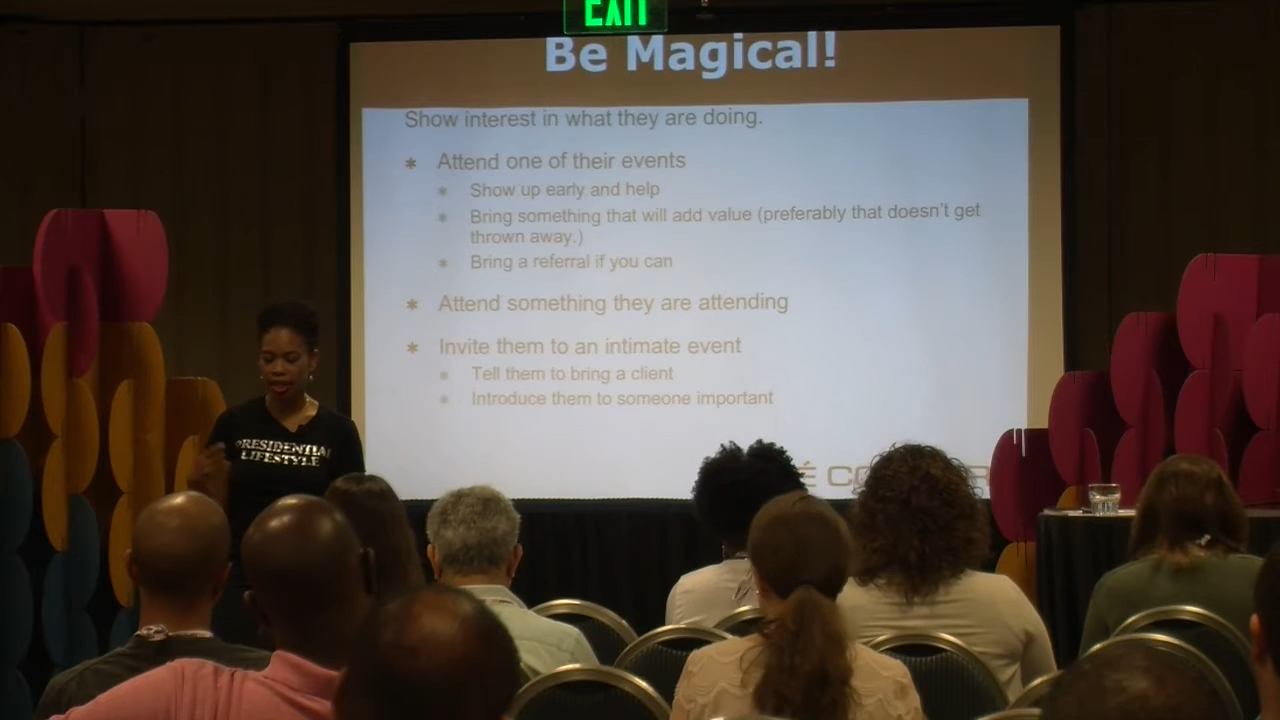 EXIT
Be Magical!
Show interest in what they are doing.
* Attend one of their events
* Show up early and help
* Bring something that will add value (preferably that doesn't get
thrown away.)
* Bring a referral if you can
* Attend something they are attending
* Invite them to an intimate event
* Tell them to bring a client
* Introduce them to someone important
PRESIDENTIAL
LIFESTYLE